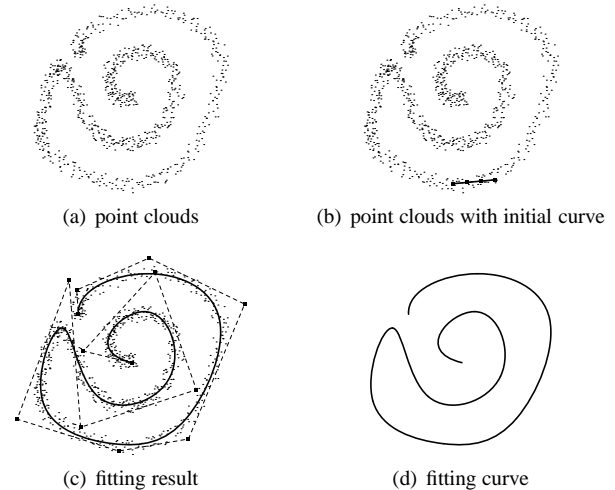 (a) point clouds
(b) point clouds with initial curve
(c) fitting result
(d) fitting curve